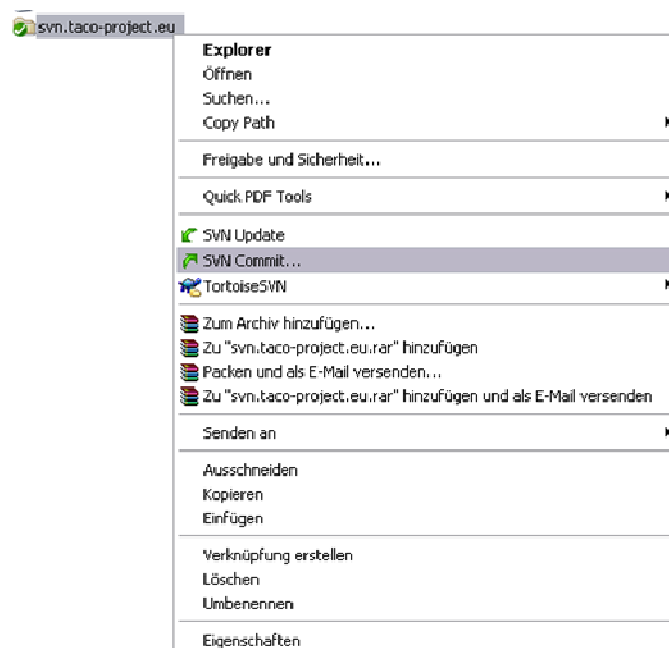 svn.taco-project.eu
Explorer
Öffnen
Suchen...
Copy Path
Freigabe und Sicherheit...
Quick PDF Tools
SVN Update
SVN Commit...
TortoiseSVN
Zum Archiv hinzufügen...
Zu "svn.taco-project.eu.rar" hinzufügen
Packen und als E-Mail versenden...
Zu "svn.taco-project.eu.rar" hinzufügen und als E-Mail versenden
Senden an
Ausschneiden
Kopieren
Einfügen
Verknüpfung erstellen
Löschen
Umbenennen
Eigenschaften